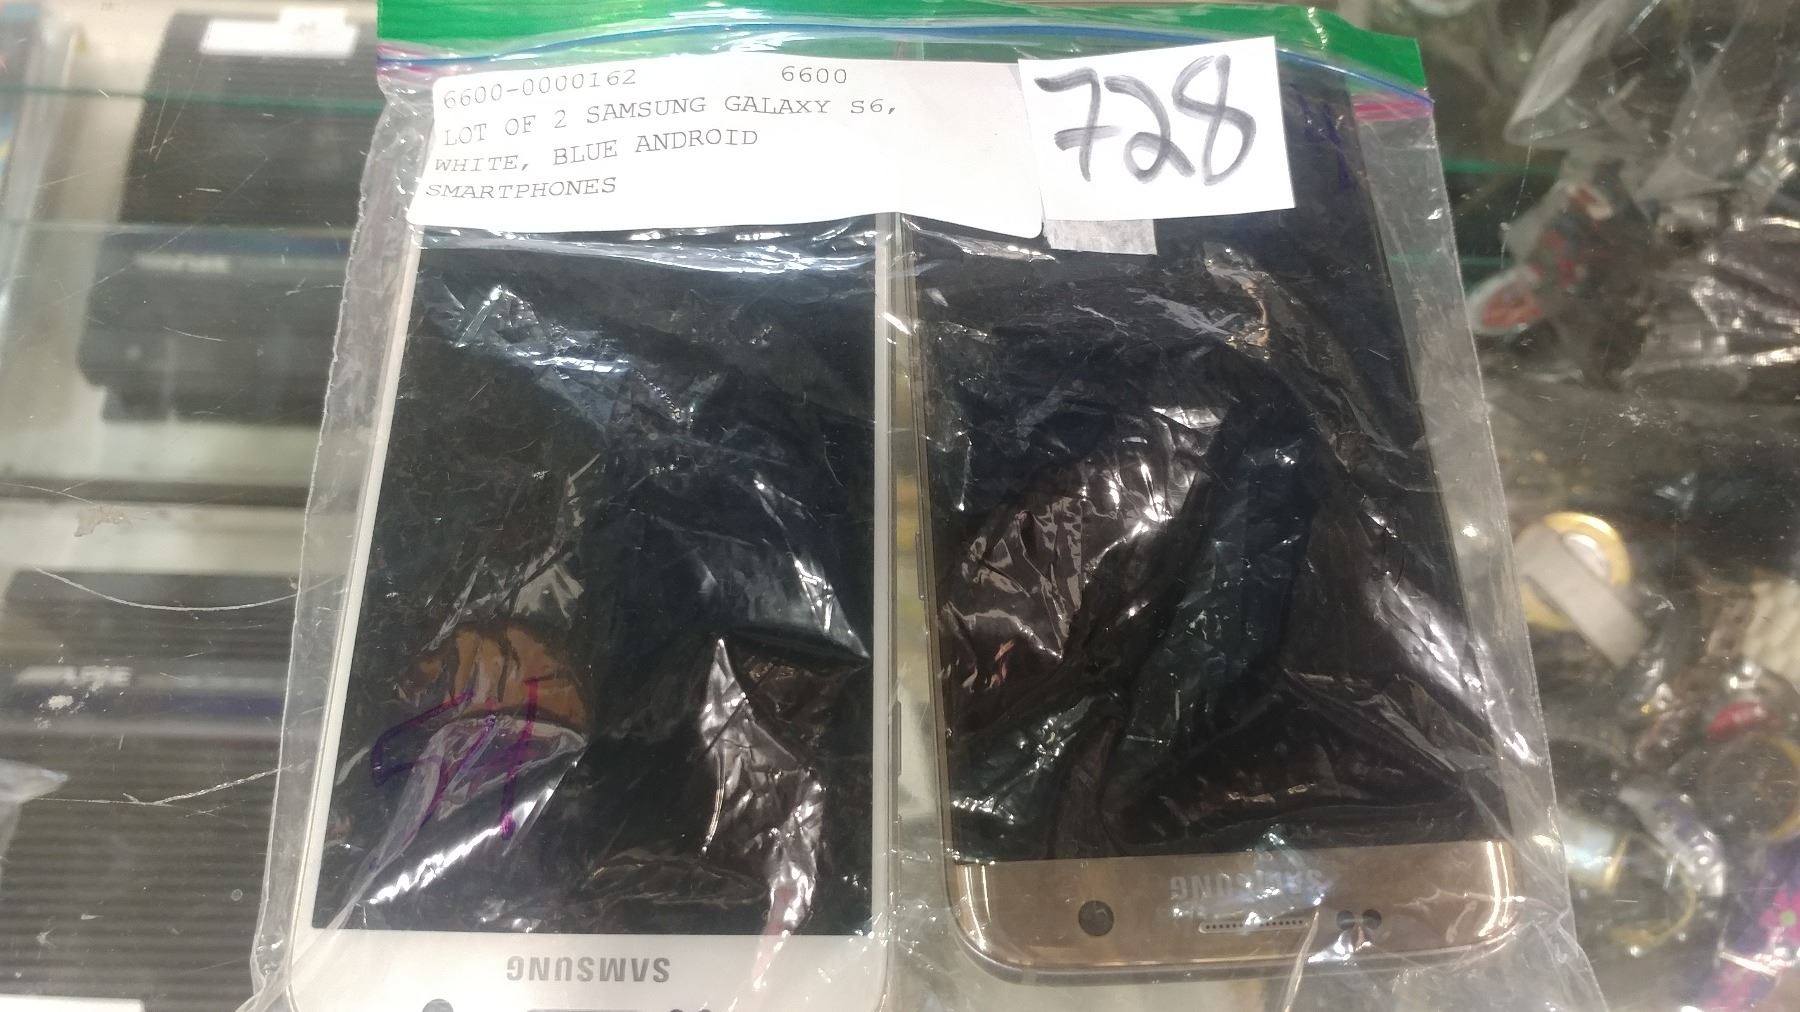 6600-0000162 6600
LOT OF 2 SAMSUNG GALAXY S6,
WHITE, BLUE ANDROID
SMARTPHONES
728
SAMSUNG
SAMSUNG